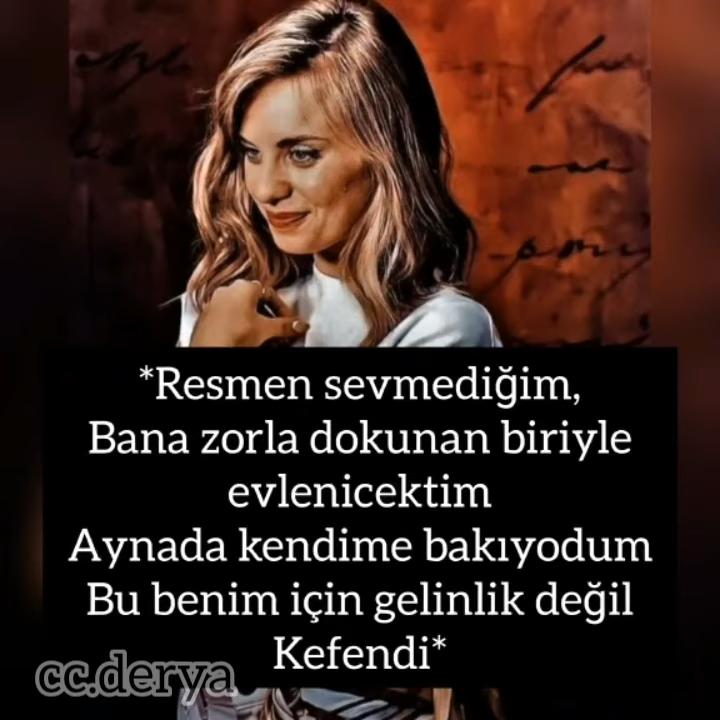 *Resmen sevmediğim,
Bana zorla dokunan biriyle
evlenicektim
Aynada kendime bakıyodum
Bu benim için gelinlik değil
Kefendi*
cc.derya